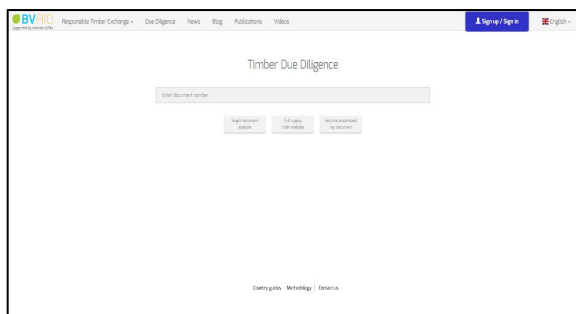 BVRIO
Responsible Timber Exchange
Due Diligence
News
Blog
Publications
Videos
Sign up / Sign in
English
Timber Due Diligence
Enter document number
Single document
analysis
Full supply
chain analysis
Help me understand
my document
Country guides
Methodology
Contact us